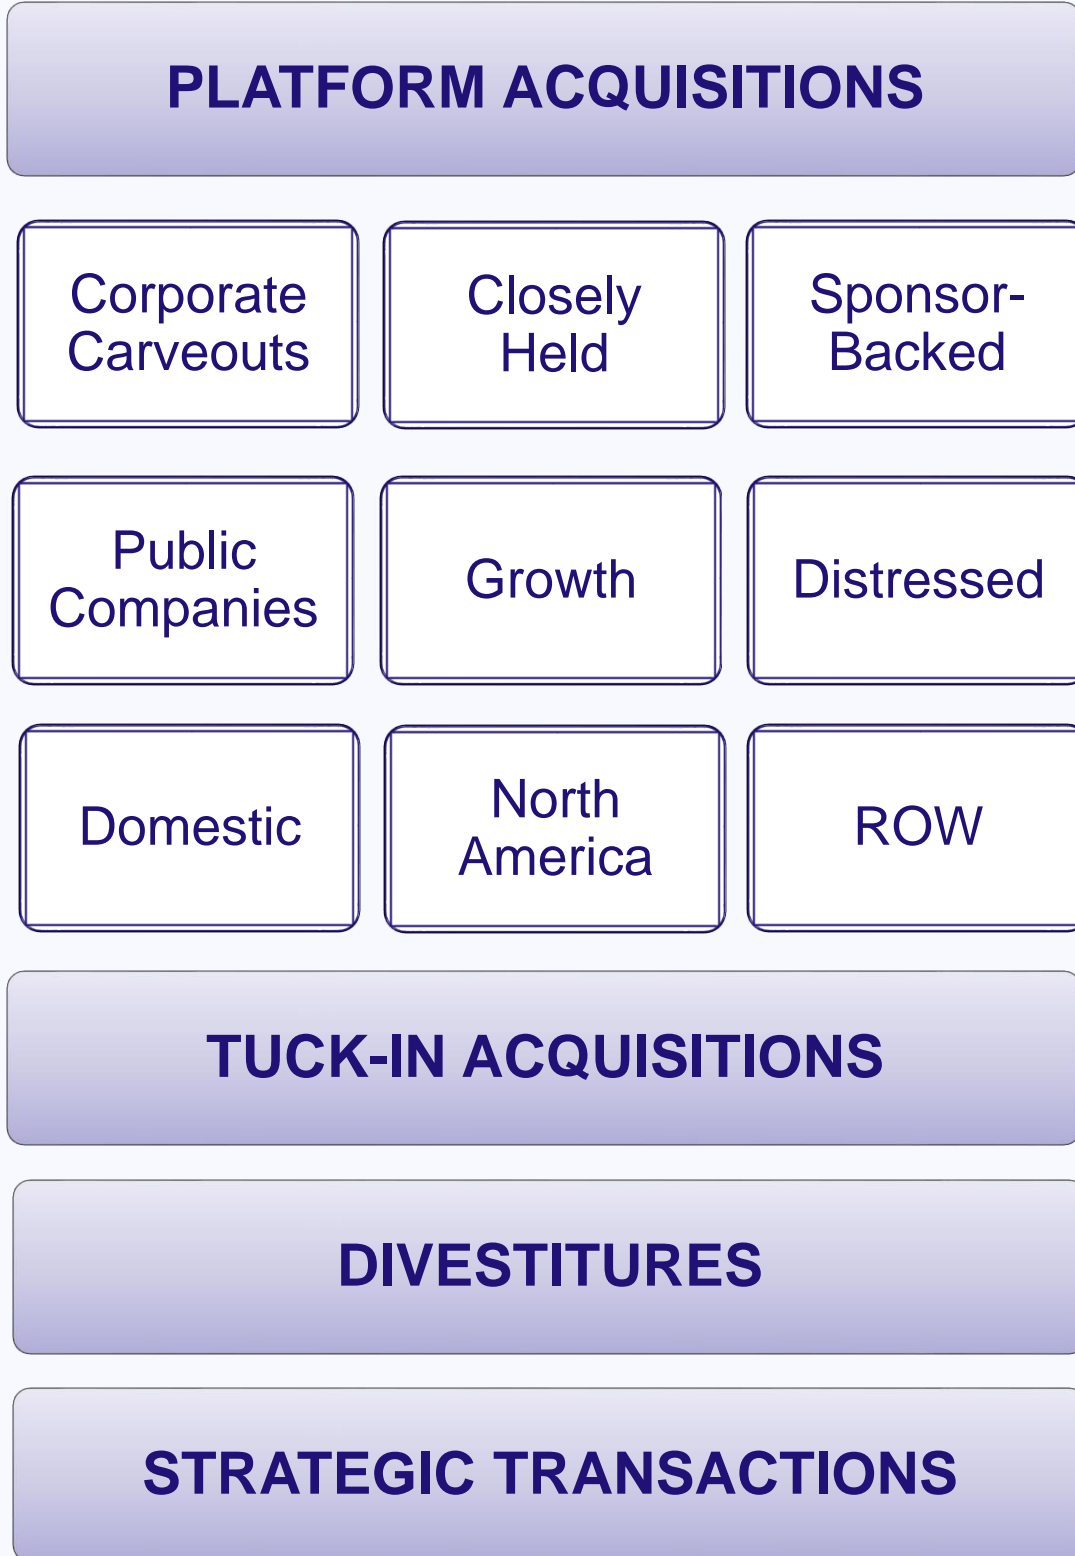 PLATFORM ACQUISITIONS
Corporate
Carveouts
Closely
Held
Sponsor-
Backed
Public
Companies
Growth
Distressed
Domestic
North
America
ROW
TUCK-IN ACQUISITIONS
DIVESTITURES
STRATEGIC TRANSACTIONS